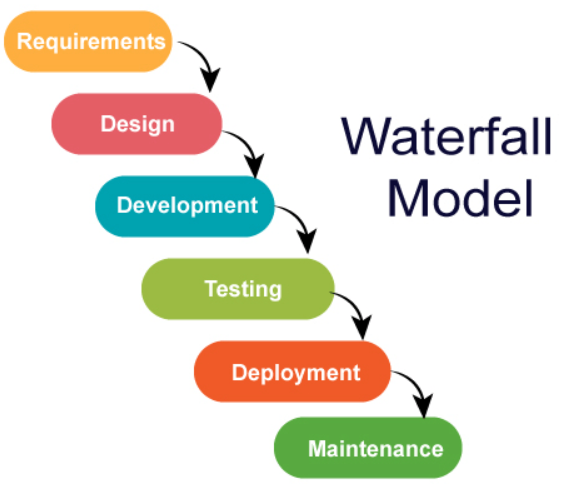 Requirements
Design
Waterfall
Model
Development
Testing
Deployment
Maintenance